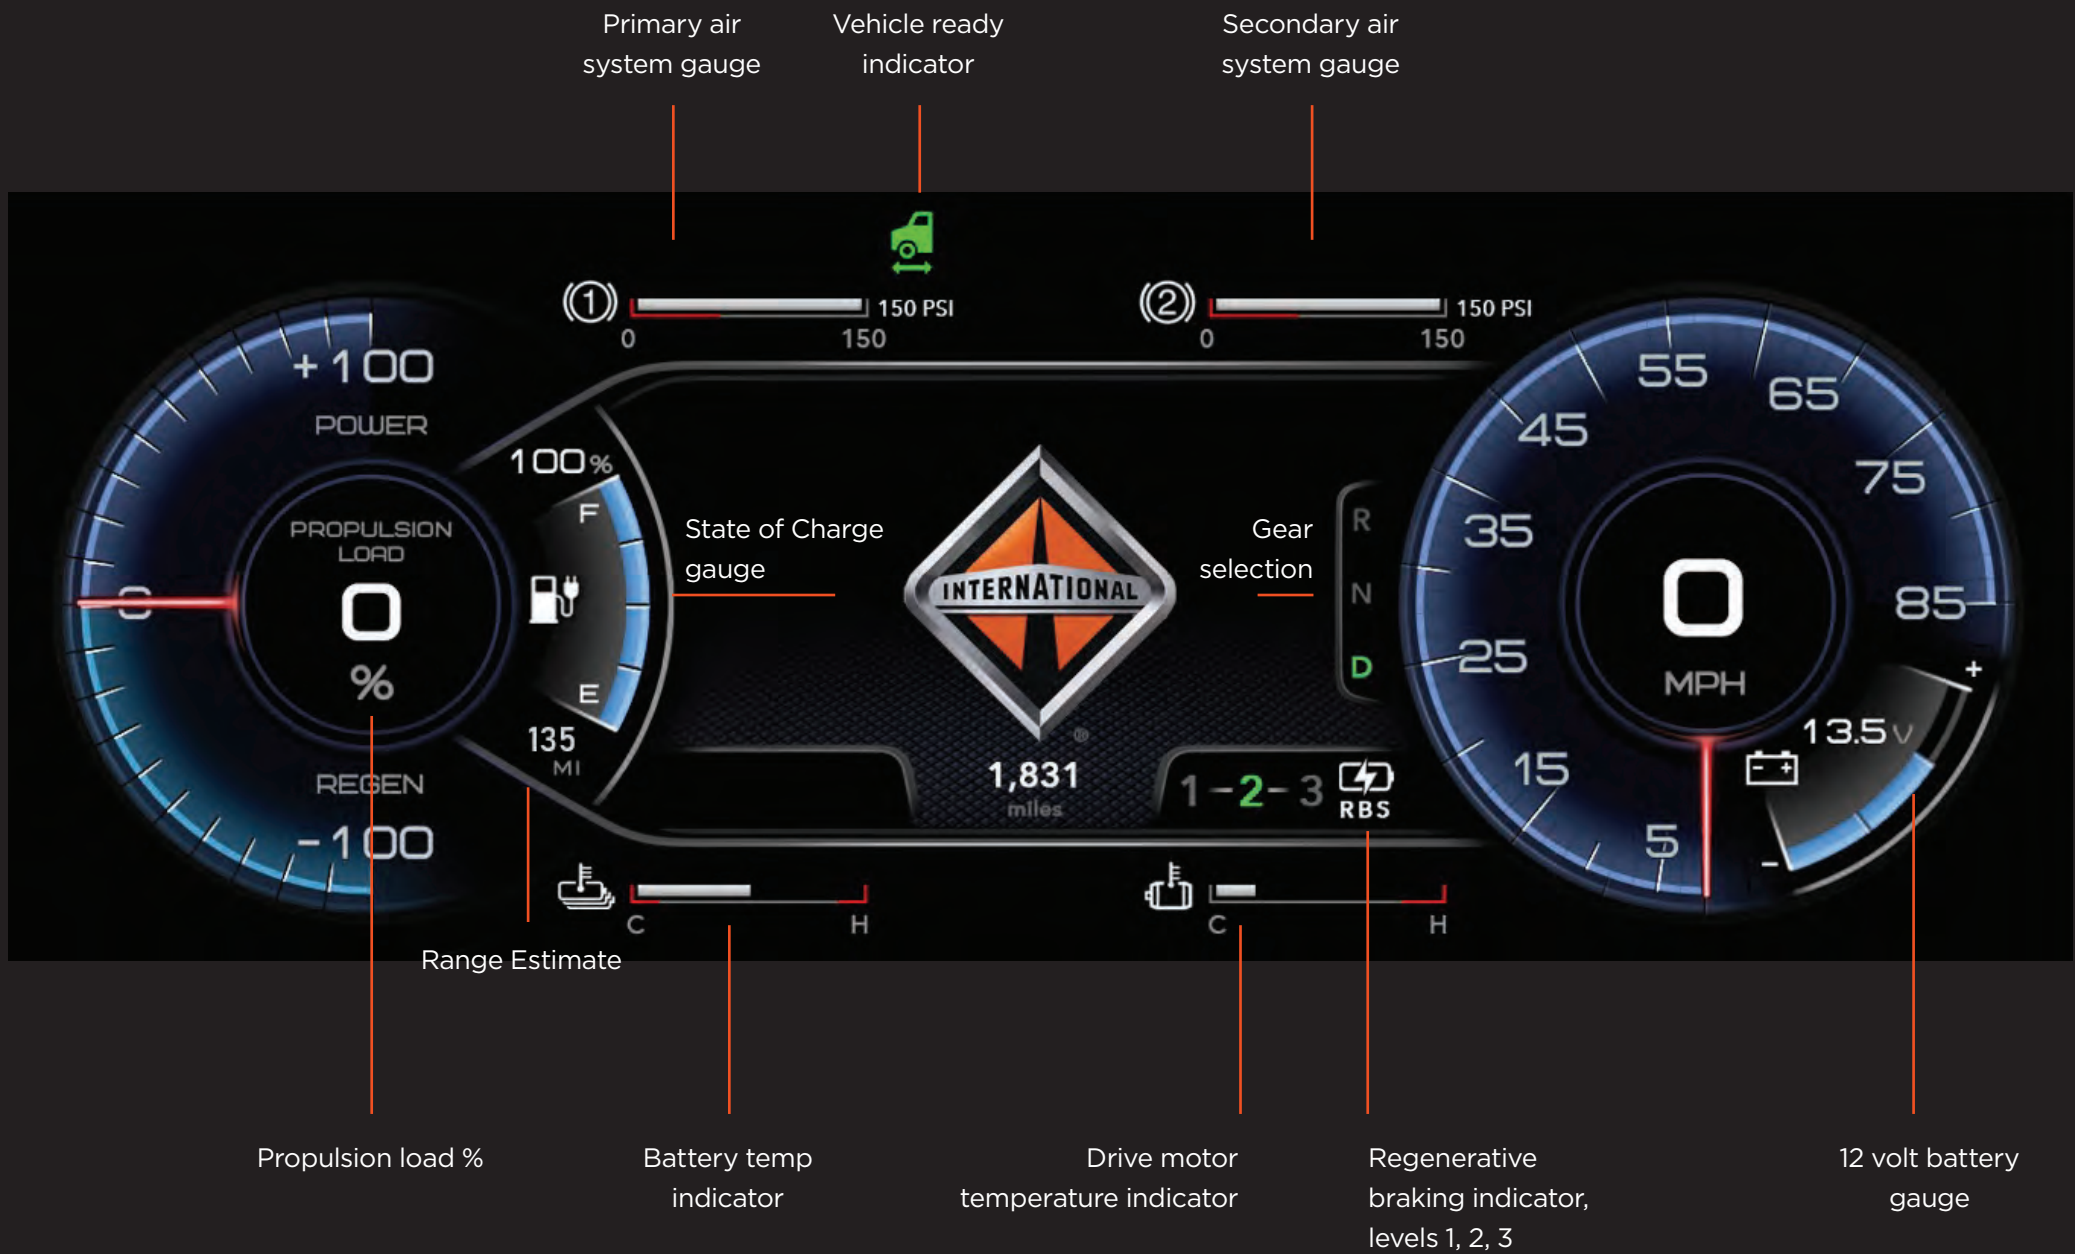 Primary air
system gauge
Vehicle ready
indicator
Secondary air
system gauge
1
150 PSI
0
150
2
150 PSI
0
150
+100
POWER
PROPULSION
LOAD
0
0
%
REGEN
-100
100%
F
E
135
MI
State of Charge
gauge
INTERNATIONAL
®
Gear
selection
R
N
D
1,831
miles
1-2-3
RBS
55
65
45
75
35
85
25
15
5
0
MPH
+
13.5 V
- +
-
C
H
C
H
Range Estimate
Propulsion load %
Battery temp
indicator
Drive motor
temperature indicator
Regenerative
braking indicator,
levels 1, 2, 3
12 volt battery
gauge